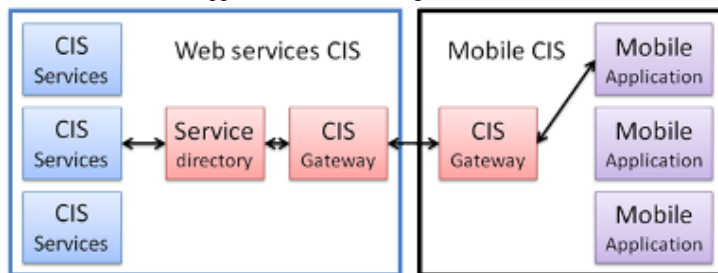 CIS
Services
Web services CIS
CIS
Services
Service
directory
CIS
Gateway
CIS
Services
Mobile CIS
CIS
Gateway
Mobile
Application
Mobile
Application
Mobile
Application